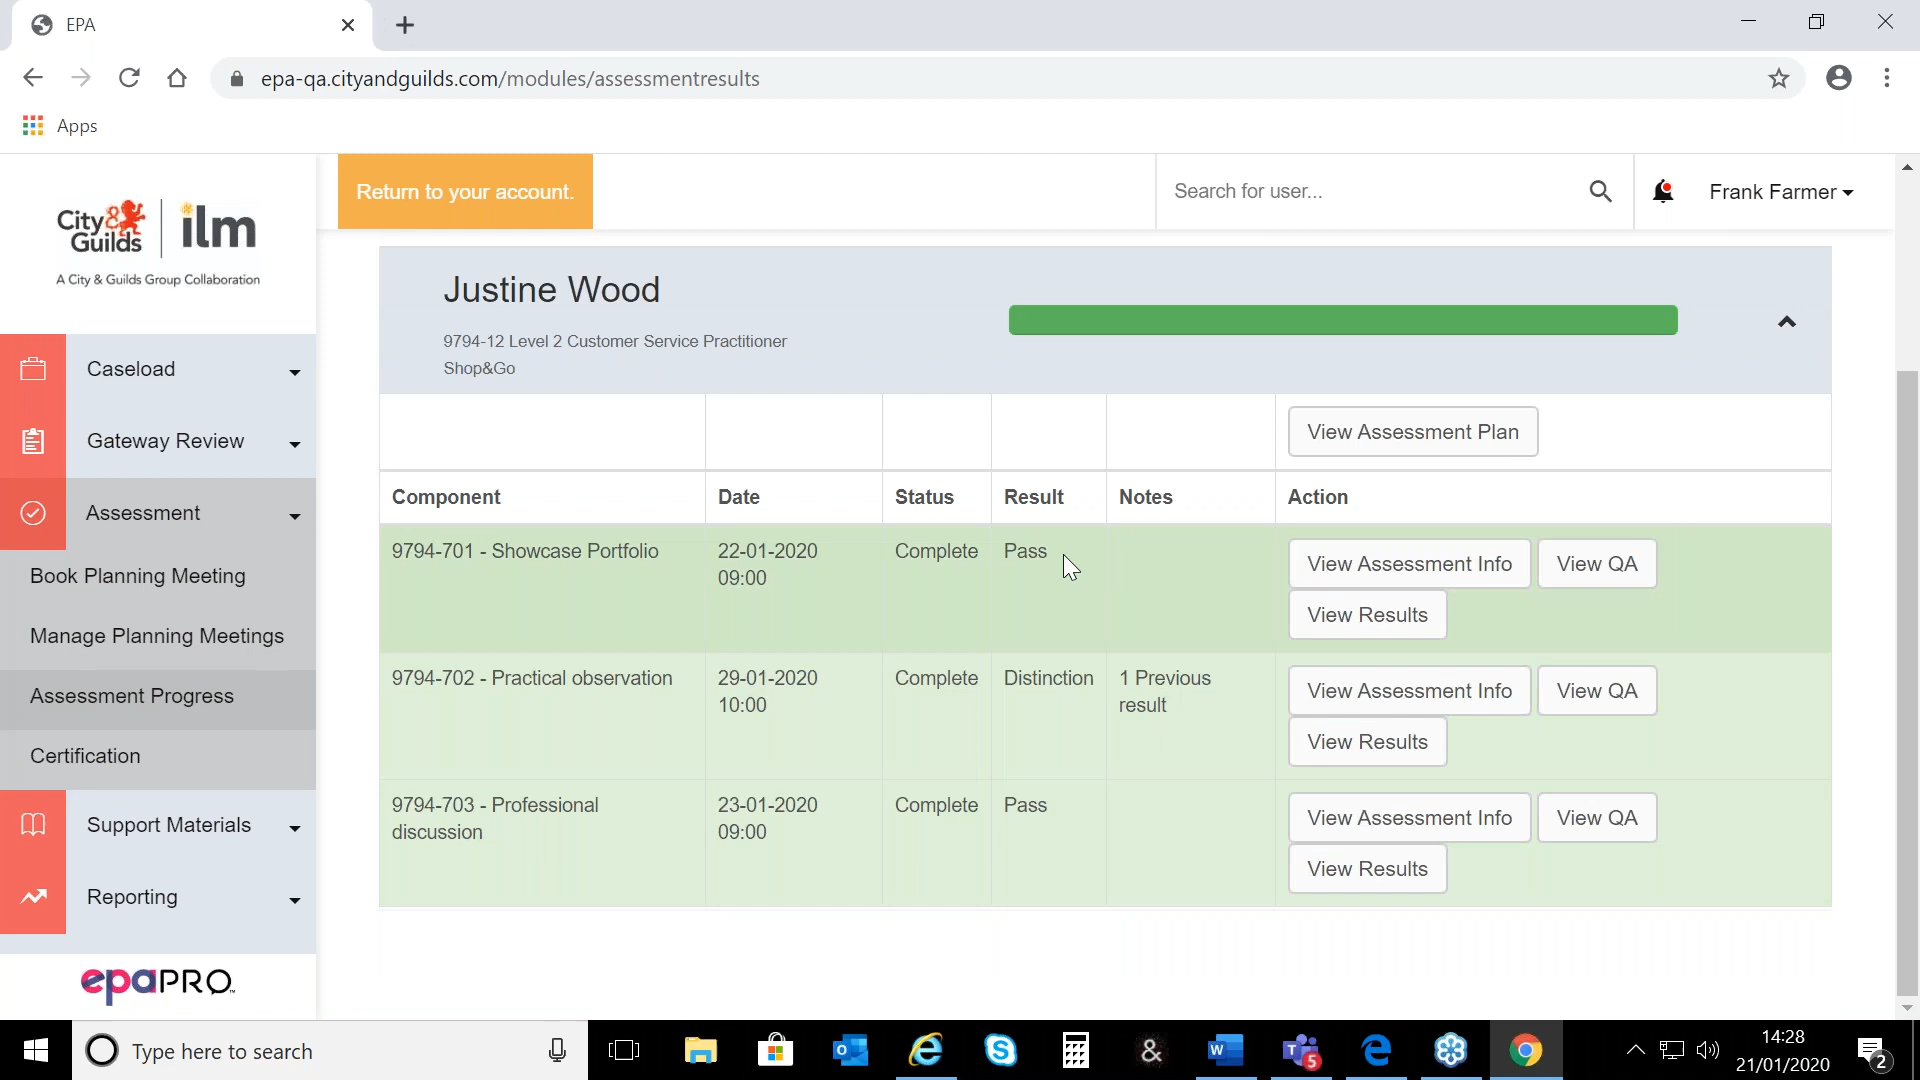 EPA
epa-qa.cityandguilds.com/modules/assessmentresults
Apps
City & Guilds | ilm
A City & Guilds Group Collaboration
Return to your account.
Search for user...
Frank Farmer
Caseload
Gateway Review
Assessment
Book Planning Meeting
Manage Planning Meetings
Assessment Progress
Certification
Support Materials
Reporting
epaPRO
Justine Wood
9794-12 Level 2 Customer Service Practitioner
Shop&Go
View Assessment Plan
Component Date Status Result Notes Action
9794-701 - Showcase Portfolio 22-01-2020 Complete Pass View Assessment Info View QA
09:00
View Results
9794-702 - Practical observation 29-01-2020 Complete Distinction 1 Previous View Assessment Info View QA
10:00 result
View Results
9794-703 - Professional 23-01-2020 Complete Pass View Assessment Info View QA
discussion 09:00
View Results
Type here to search
&
5
14:28
21/01/2020
2